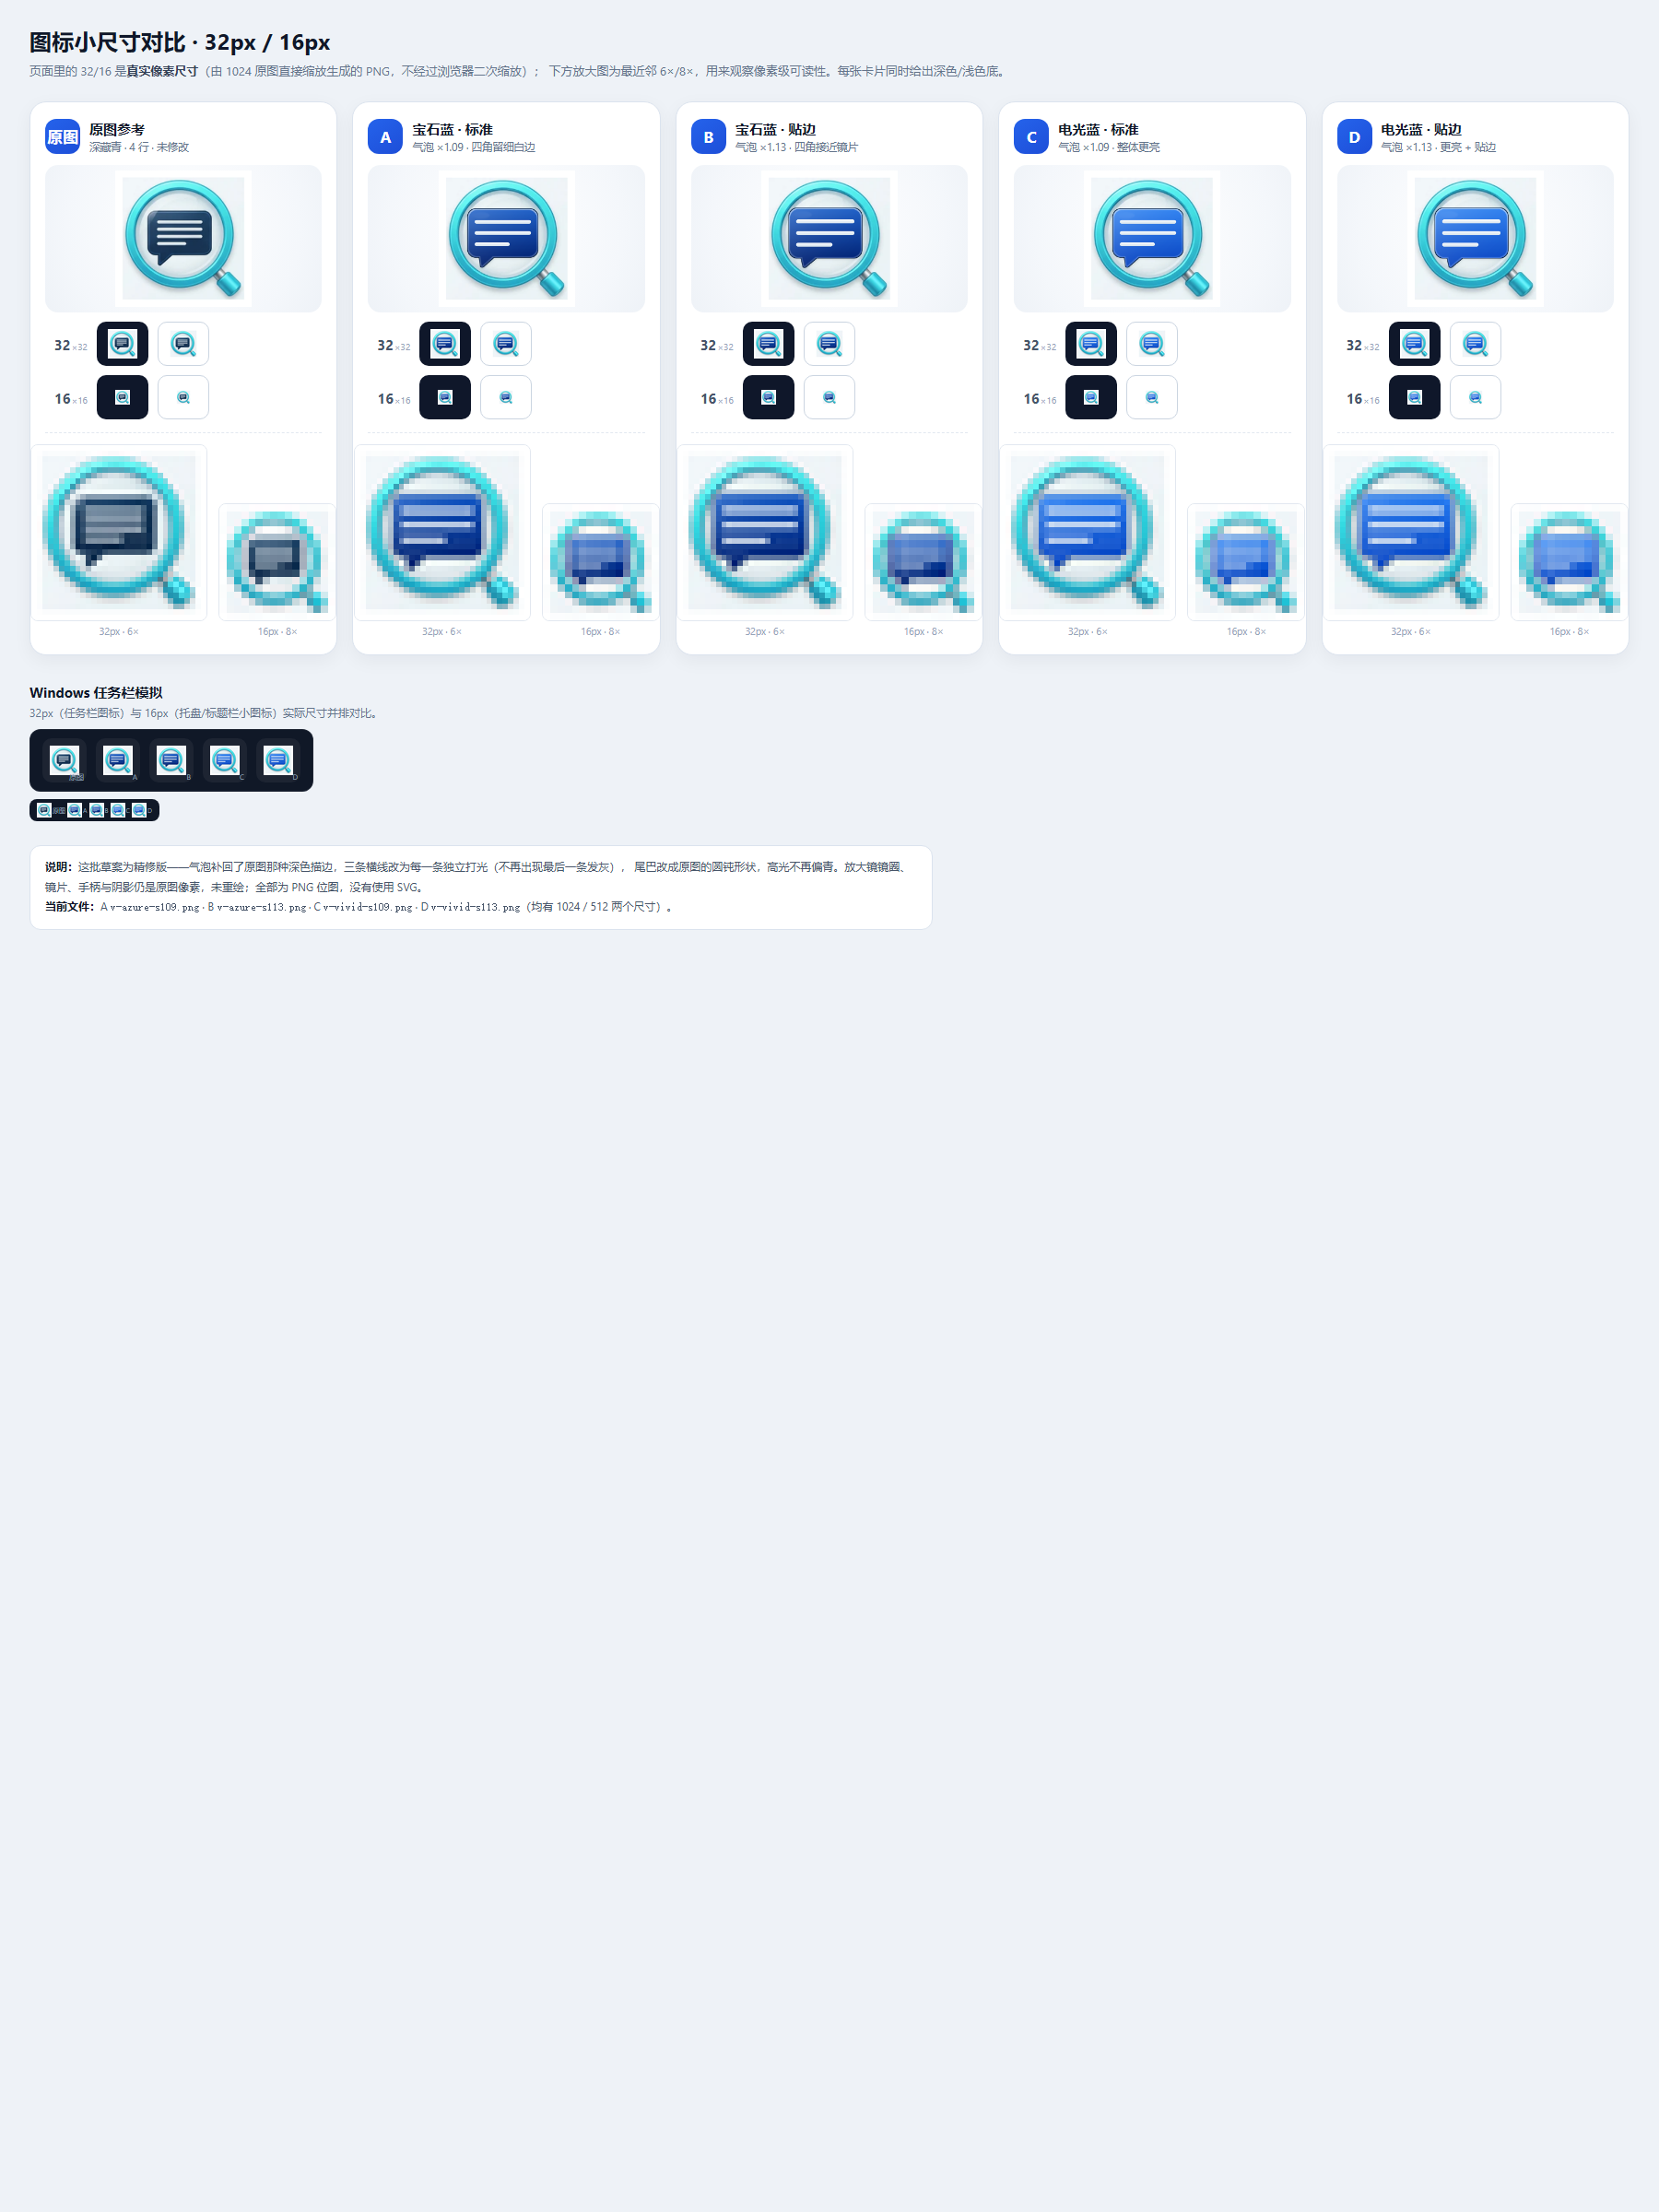 图标小尺寸对比 · 32px / 16px
页面里的 32/16 是真实像素尺寸（由 1024 原图直接缩放生成的 PNG，不经过浏览器二次缩放）； 下方放大图为最近邻 6×/8×，用来观察像素级可读性。每张卡片同时给出深色/浅色底。
原图
原图参考
深藏青 · 4 行 · 未修改
32×32
16×16
32px · 6×
16px · 8×
A
宝石蓝 · 标准
气泡 ×1.09 · 四角留细白边
32×32
16×16
32px · 6×
16px · 8×
B
宝石蓝 · 贴边
气泡 ×1.13 · 四角接近镜片
32×32
16×16
32px · 6×
16px · 8×
C
电光蓝 · 标准
气泡 ×1.09 · 整体更亮
32×32
16×16
32px · 6×
16px · 8×
D
电光蓝 · 贴边
气泡 ×1.13 · 更亮 + 贴边
32×32
16×16
32px · 6×
16px · 8×
Windows 任务栏模拟
32px（任务栏图标）与 16px（托盘/标题栏小图标）实际尺寸并排对比。
原图 A B C D
原图 A B C D
说明：这批草案为精修版——气泡补回了原图那种深色描边，三条横线改为每一条独立打光（不再出现最后一条发灰）， 尾巴改成原图的圆钝形状，高光不再偏青。放大镜镜圈、
镜片、手柄与阴影仍是原图像素，未重绘；全部为 PNG 位图，没有使用 SVG。
当前文件：A v-azure-s109.png · B v-azure-s113.png · C v-vivid-s109.png · D v-vivid-s113.png（均有 1024 / 512 两个尺寸）。